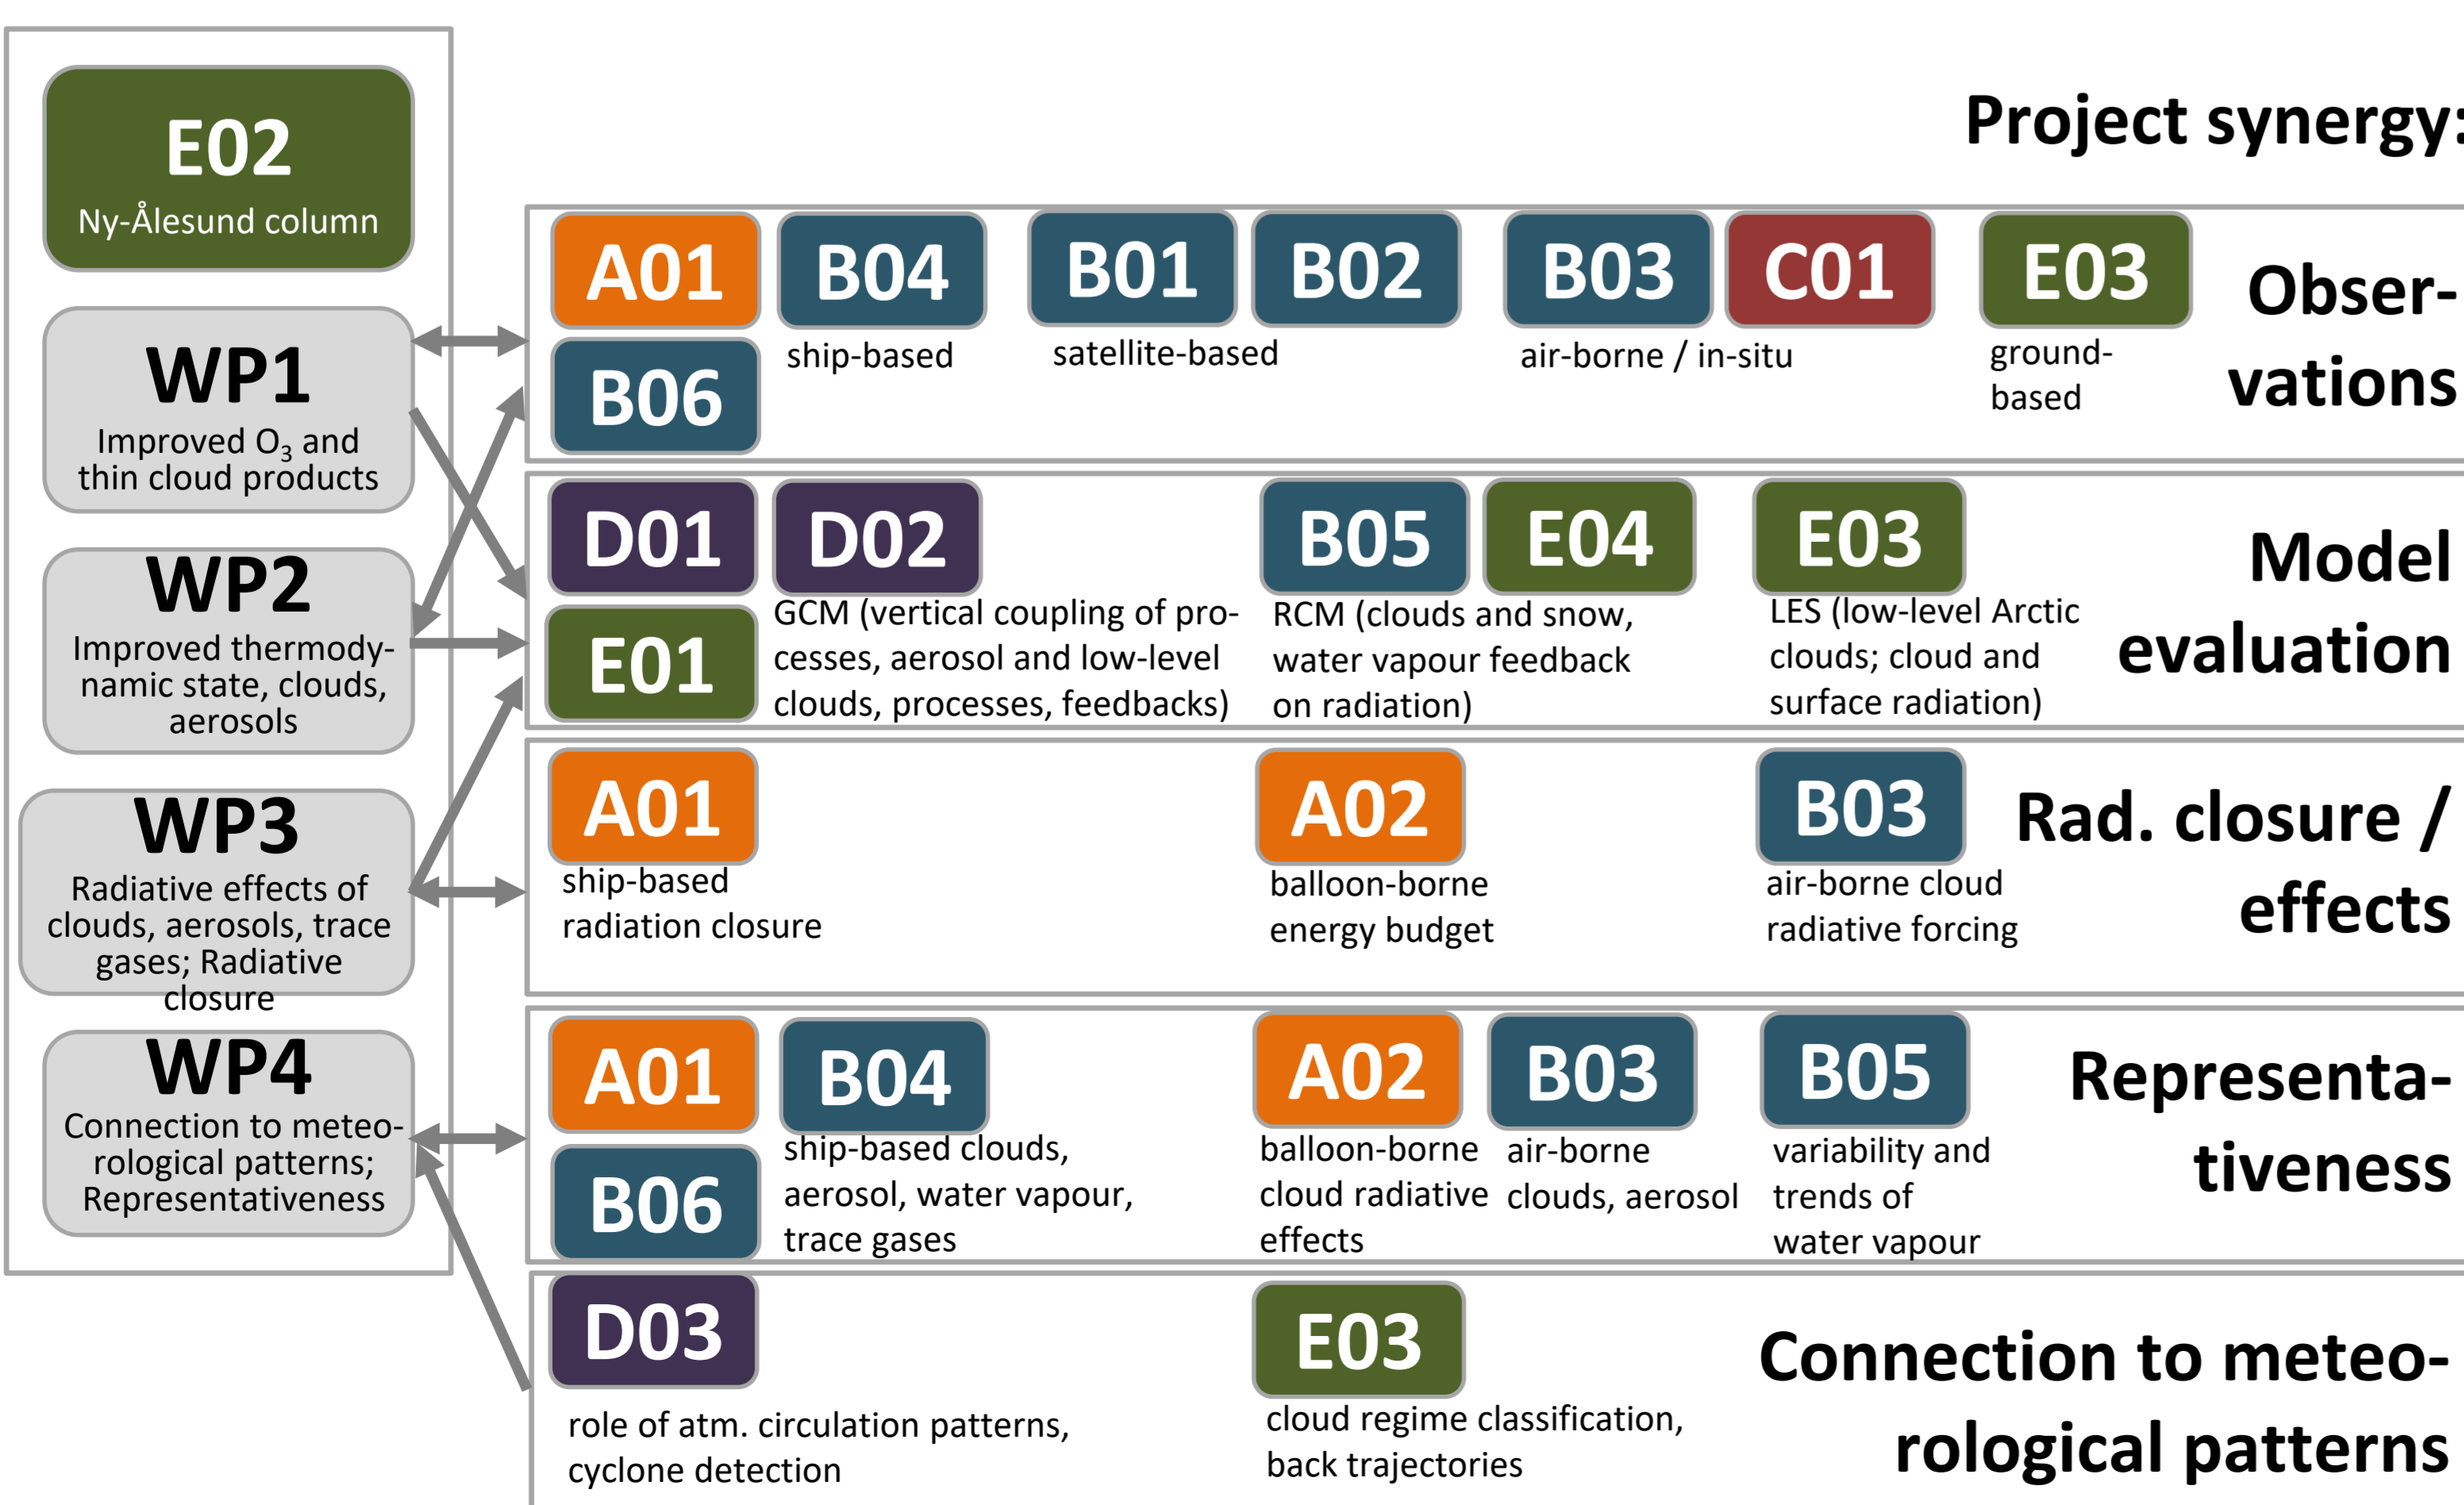 E02
Ny-Ålesund column
WP1
Improved O₃ and
thin cloud products
WP2
Improved thermody-
namic state, clouds,
aerosols
WP3
Radiative effects of
clouds, aerosols, trace
gases; Radiative
closure
WP4
Connection to meteo-
rological patterns;
Representativeness
Project synergy:
A01
B06
B04
ship-based
B01 B02
satellite-based
B03 C01
air-borne / in-situ
E03
ground-
based
Obser-
vations
D01 D02
E01
GCM (vertical coupling of pro-
cesses, aerosol and low-level
clouds, processes, feedbacks)
B05 E04
RCM (clouds and snow,
water vapour feedback
on radiation)
E03
LES (low-level Arctic
clouds; cloud and
surface radiation)
Model
evaluation
A01
ship-based
radiation closure
A02
balloon-borne
energy budget
B03
air-borne cloud
radiative forcing
Rad. closure /
effects
A01
B06
B04
ship-based clouds,
aerosol, water vapour,
trace gases
A02
balloon-borne
cloud radiative
effects
B03
air-borne
clouds, aerosol
B05
variability and
trends of
water vapour
Representa-
tiveness
D03
role of atm. circulation patterns,
cyclone detection
E03
cloud regime classification,
back trajectories
Connection to meteo-
rological patterns